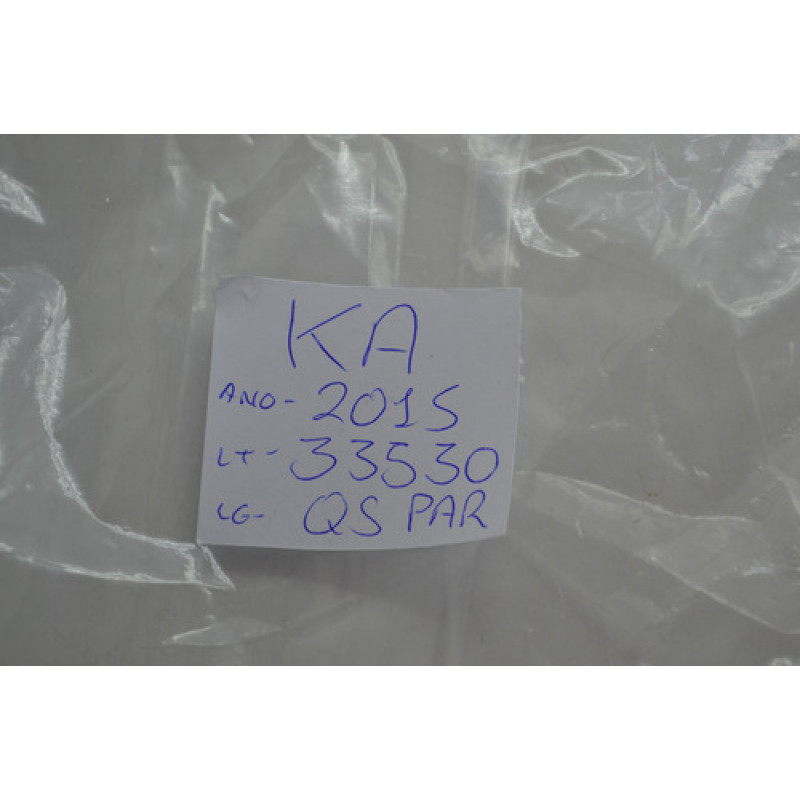 KA
ANO- 2015
LT- 33530
LG- QS PAR